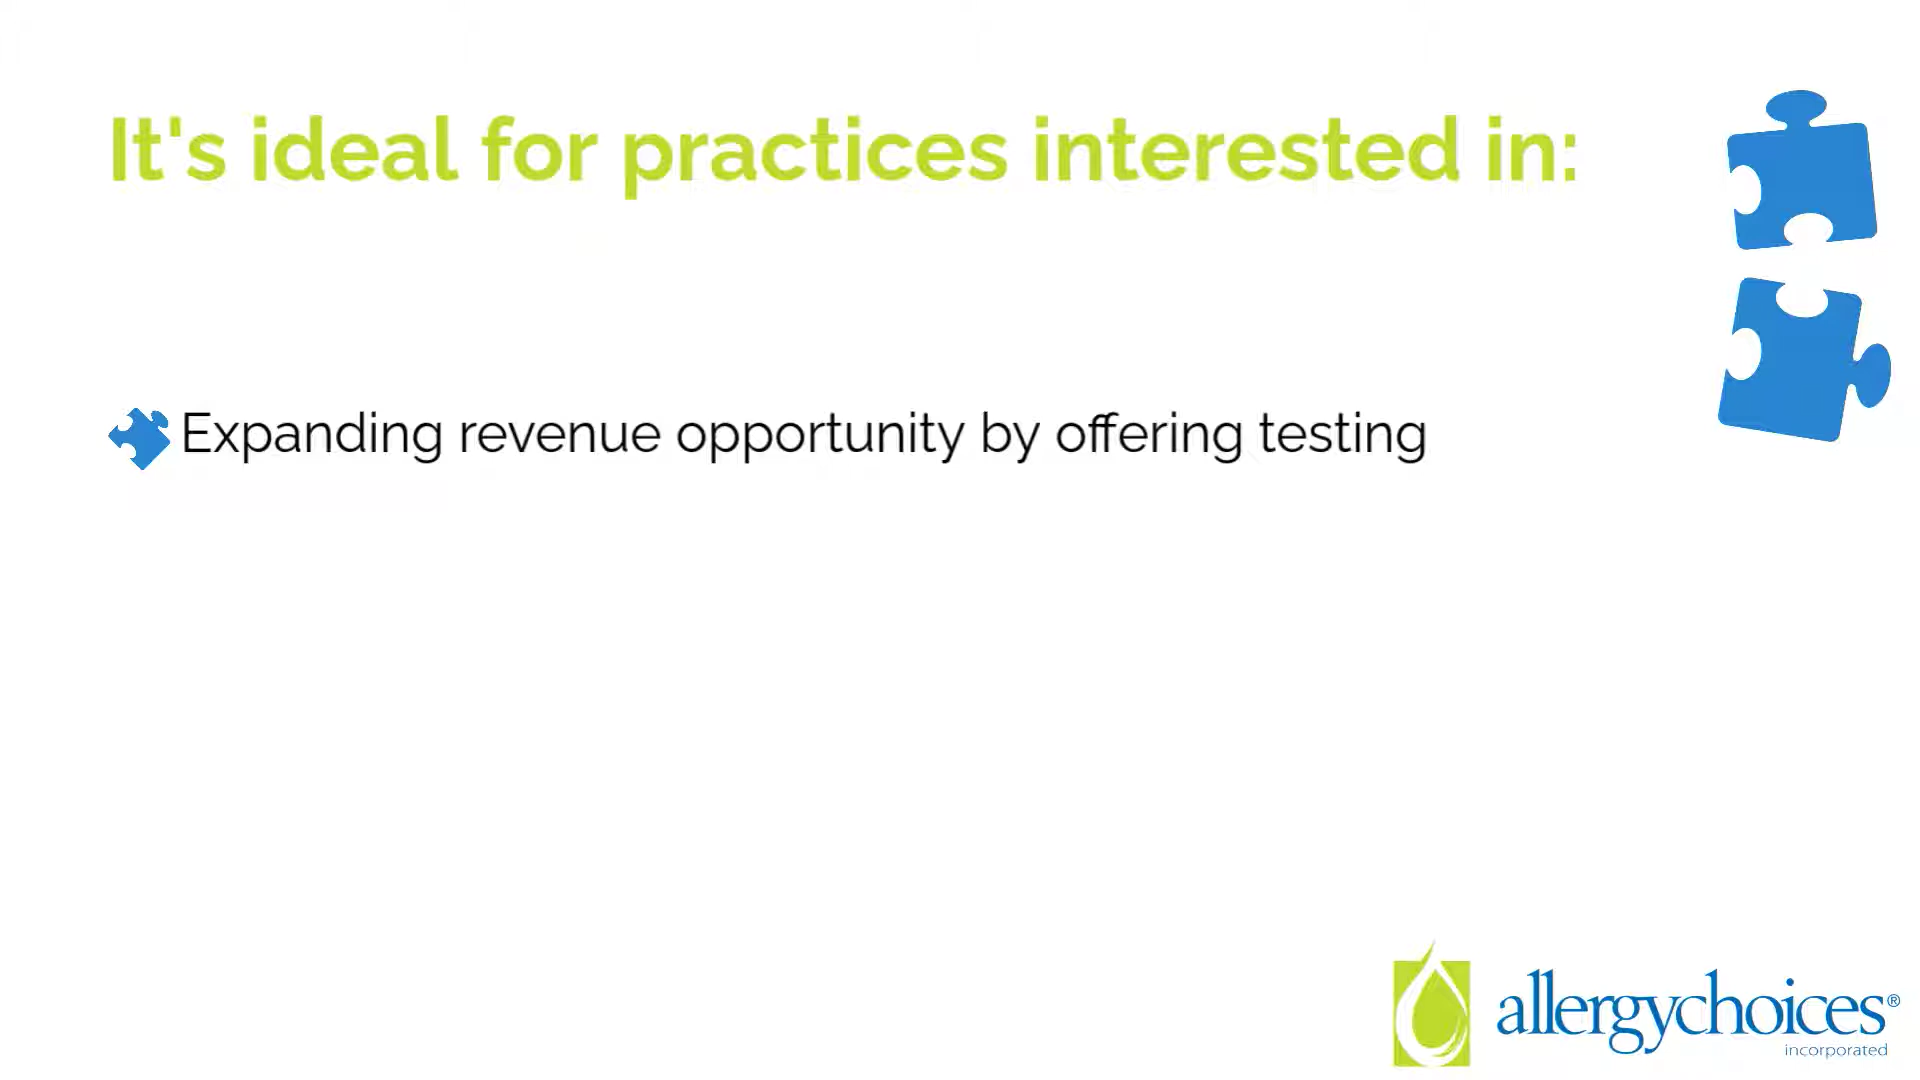 It's ideal for practices interested in:
Expanding revenue opportunity by offering testing
allergychoices®
incorporated